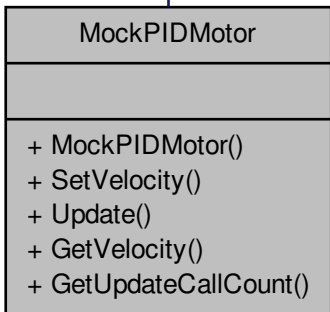 MockPIDMotor
+ MockPIDMotor()
+ SetVelocity()
+ Update()
+ GetVelocity()
+ GetUpdateCallCount()